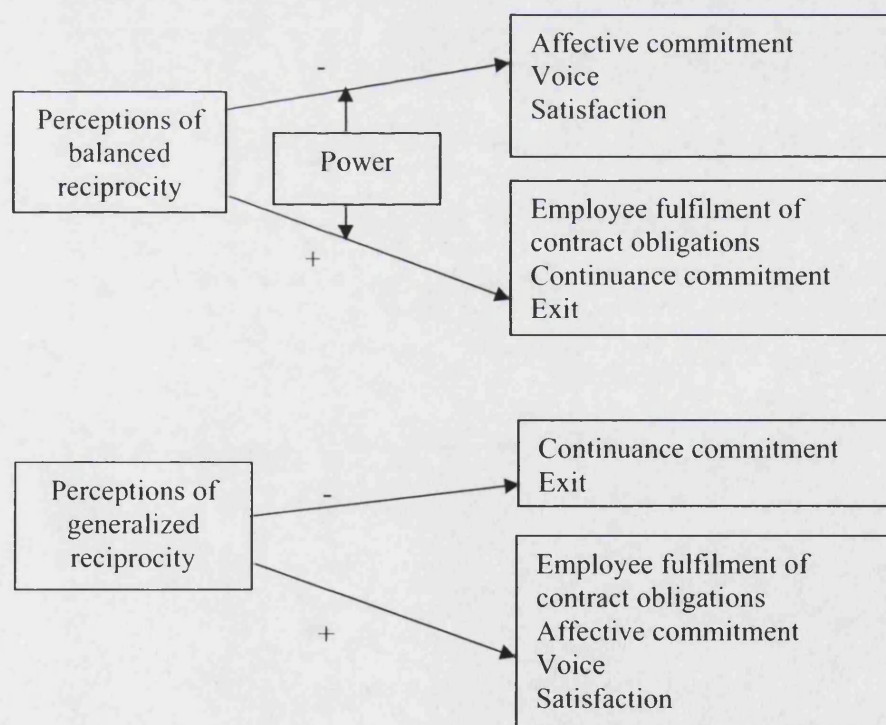 -
Affective commitment
Voice
Satisfaction
Perceptions of
balanced
reciprocity
Power
+
Employee fulfilment of
contract obligations
Continuance commitment
Exit
Perceptions of
generalized
reciprocity
-
Continuance commitment
Exit
+
Employee fulfilment of
contract obligations
Affective commitment
Voice
Satisfaction